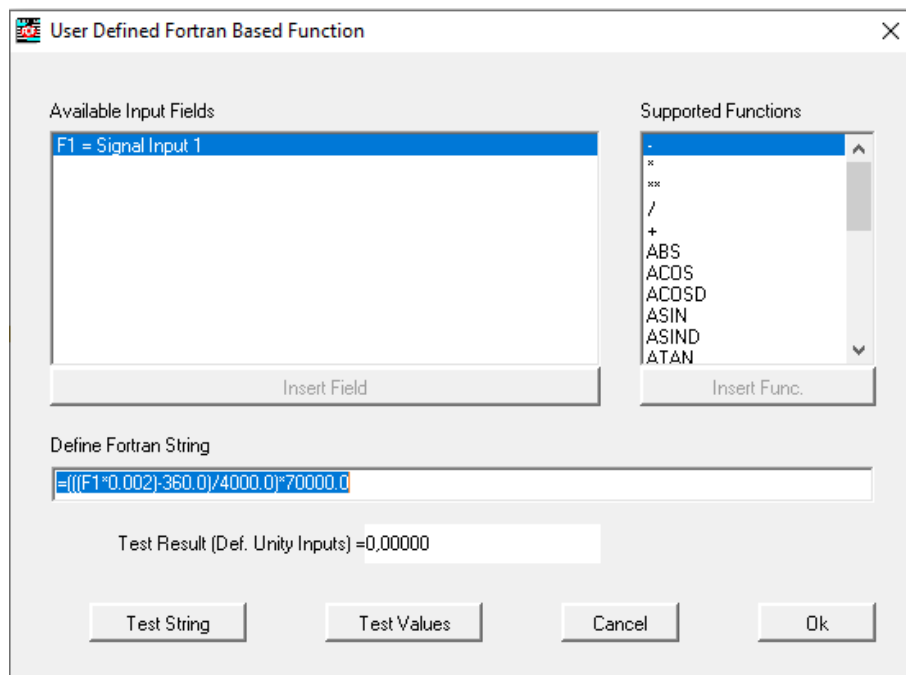 User Defined Fortran Based Function
Available Input Fields
F1 = Signal Input 1
Insert Field
Supported Functions
-
*
**
/
+
ABS
ACOS
ACOSD
ASIN
ASIND
ATAN
Insert Func.
Define Fortran String
=(((F1*0.002)-360.0)/4000.0)*70000.0
Test Result (Def. Unity Inputs) =0,00000
Test String
Test Values
Cancel
Ok